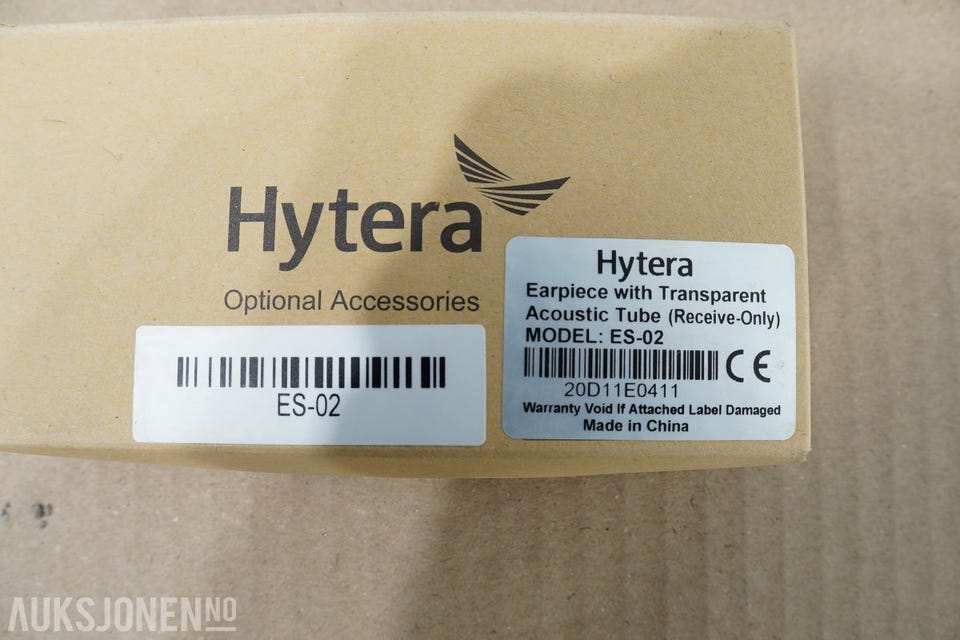 Hytera
Optional Accessories
ES-02
Hytera
Earpiece with Transparent
Acoustic Tube (Receive-Only)
MODEL: ES-02
CE
20D11E0411
Warranty Void If Attached Label Damaged
Made in China
AUKSJONEN.NO